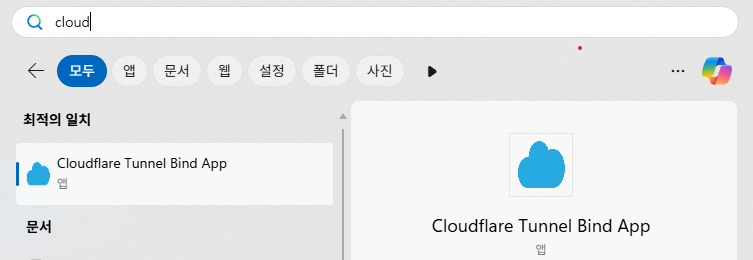 cloud
모두 앱 문서 웹 설정 폴더 사진
최적의 일치
Cloudflare Tunnel Bind App
앱
문서
Cloudflare Tunnel Bind App
앱